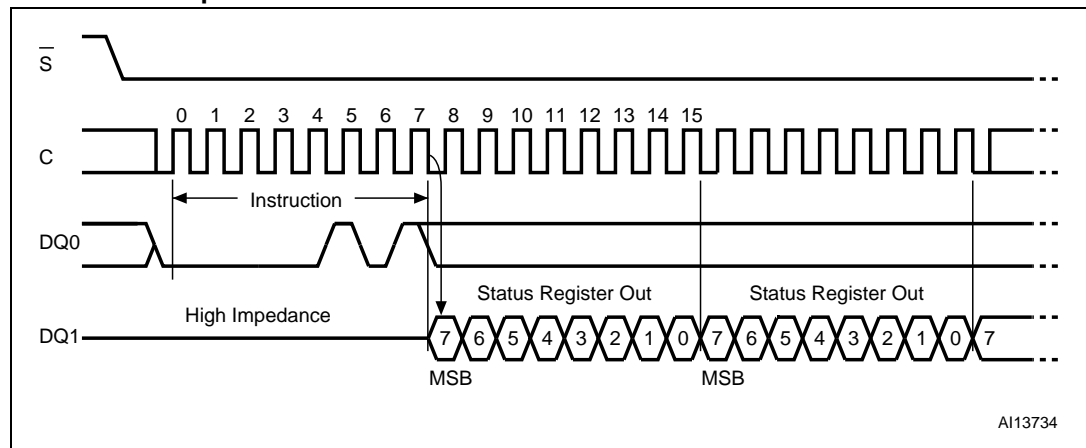 S
0 1 2 3 4 5 6 7 8 9 10 11 12 13 14 15
C
Instruction
DQ0
Status Register Out Status Register Out
High Impedance
DQ1 7 6 5 4 3 2 1 0 7 6 5 4 3 2 1 0 7
MSB MSB
AI13734